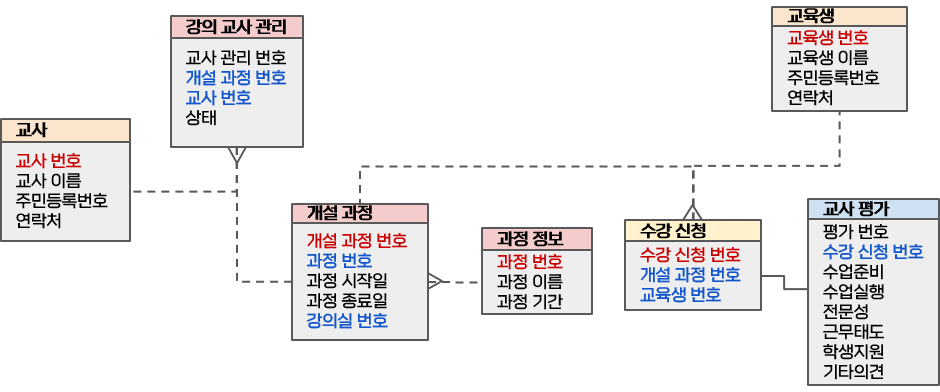 강의 교사 관리
교사 관리 번호
개설 과정 번호
교사 번호
상태
교육생
교육생 번호
교육생 이름
주민등록번호
연락처
교사
교사 번호
교사 이름
주민등록번호
연락처
개설 과정
개설 과정 번호
과정 번호
과정 시작일
과정 종료일
강의실 번호
과정 정보
과정 번호
과정 이름
과정 기간
수강 신청
수강 신청 번호
개설 과정 번호
교육생 번호
교사 평가
평가 번호
수강 신청 번호
수업준비
수업실행
전문성
근무태도
학생지원
기타의견